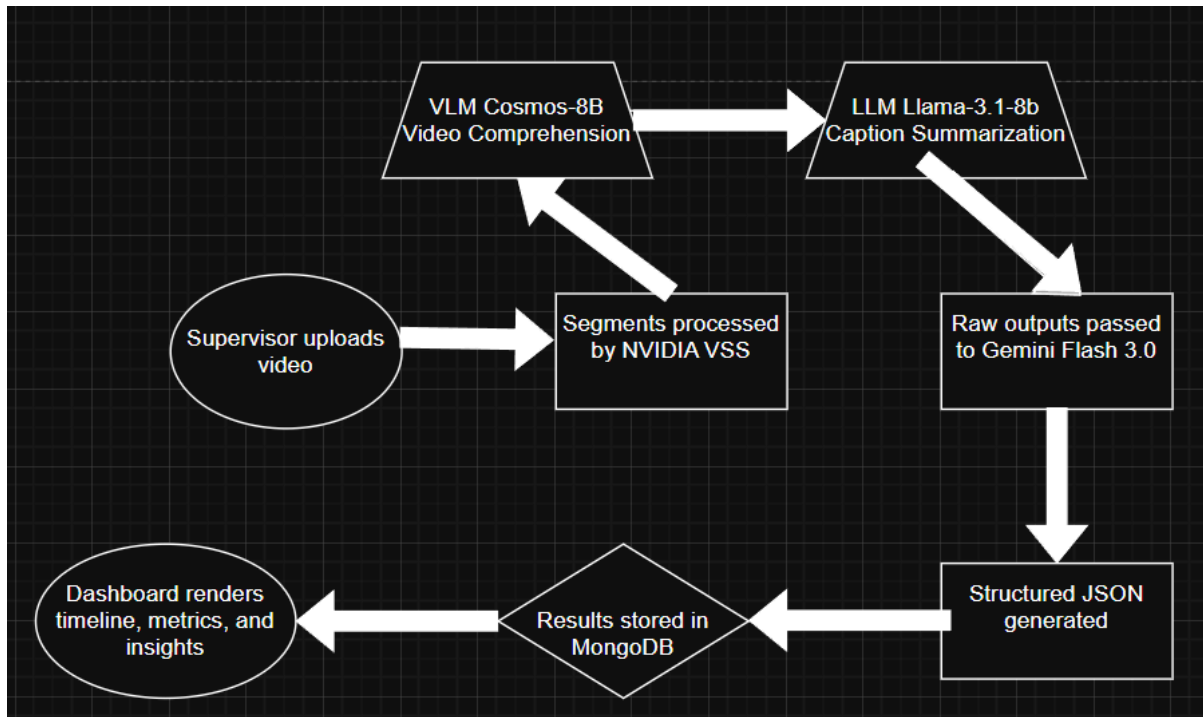 VLM Cosmos-8B
Video Comprehension
LLM Llama-3.1-8b
Caption Summarization
Supervisor uploads
video
Segments processed
by NVIDIA VSS
Raw outputs passed
to Gemini Flash 3.0
Dashboard renders
timeline, metrics, and
insights
Results stored in
MongoDB
Structured JSON
generated